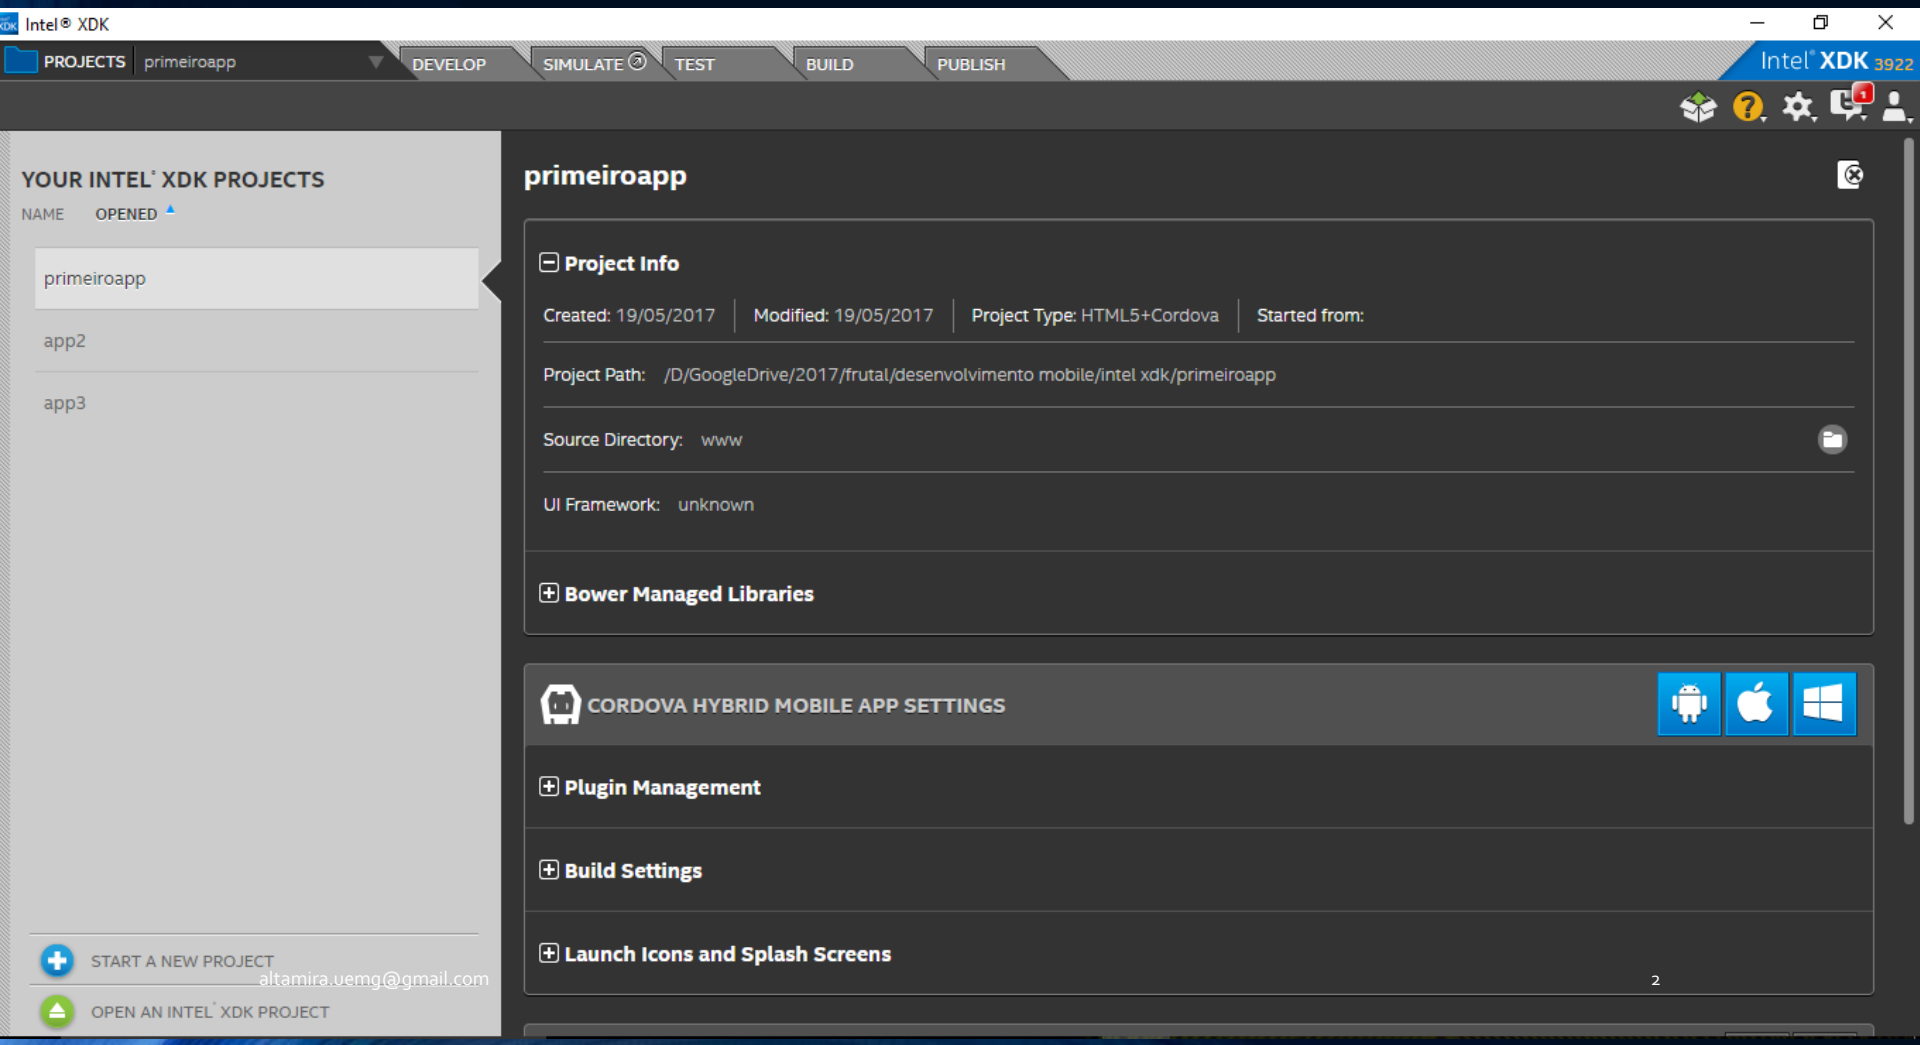 XDK Intel® XDK
PROJECTS primeiroapp DEVELOP SIMULATE TEST BUILD PUBLISH Intel® XDK 3922
1
YOUR INTEL® XDK PROJECTS
NAME OPENED
primeiroapp
app2
app3
START A NEW PROJECT
altamira.uemg@gmail.com
OPEN AN INTEL® XDK PROJECT
primeiroapp
Project Info
Created: 19/05/2017 Modified: 19/05/2017 Project Type: HTML5+Cordova Started from:
Project Path: /D/GoogleDrive/2017/frutal/desenvolvimento mobile/intel xdk/primeiroapp
Source Directory: www
UI Framework: unknown
Bower Managed Libraries
CORDOVA HYBRID MOBILE APP SETTINGS
Plugin Management
Build Settings
Launch Icons and Splash Screens
2